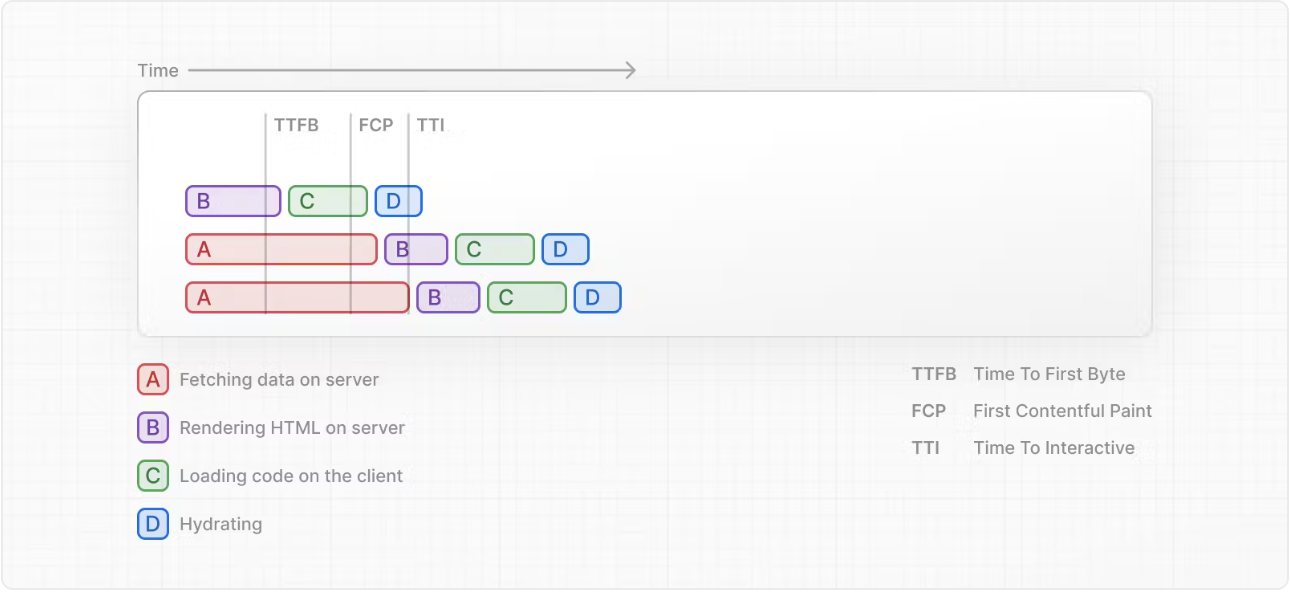 Time
TTFB FCP TTI
B C D
A B C D
A B C D
A Fetching data on server
B Rendering HTML on server
C Loading code on the client
D Hydrating
TTFB Time To First Byte
FCP First Contentful Paint
TTI Time To Interactive